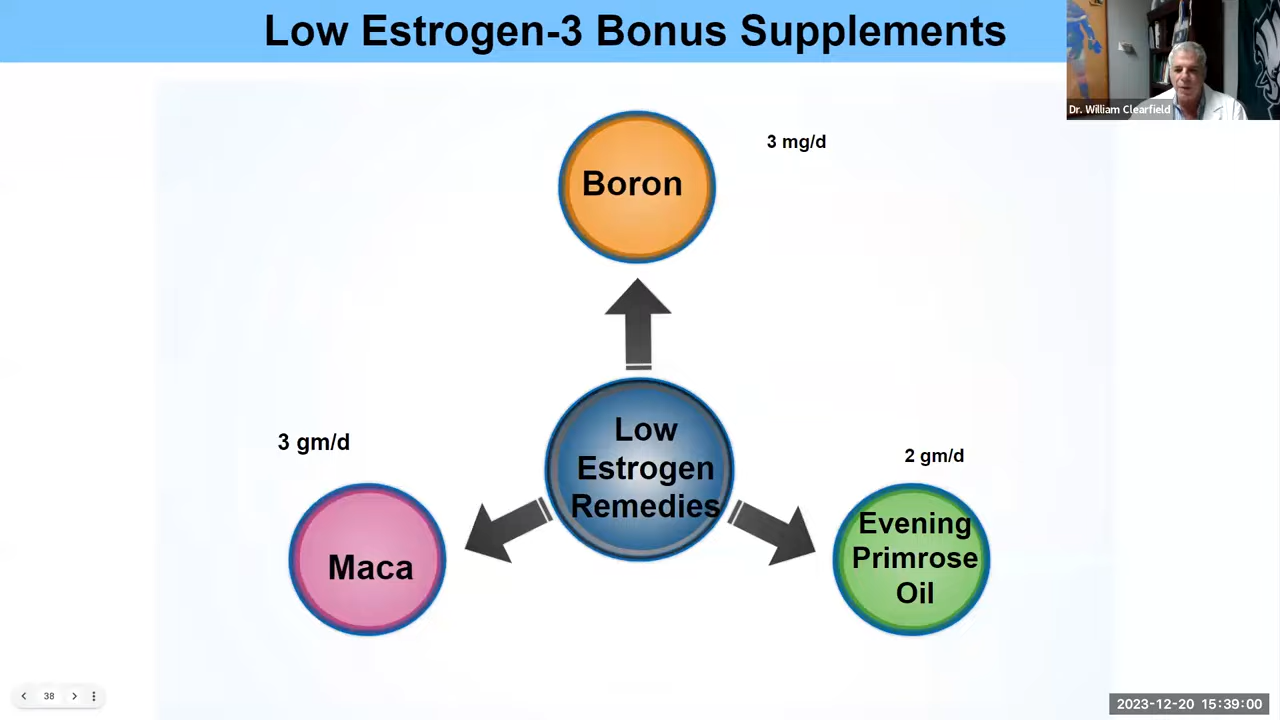 Low Estrogen-3 Bonus Supplements
Dr. William Clearfield
Boron
3 mg/d
Low
Estrogen
Remedies
3 gm/d
Maca
2 gm/d
Evening
Primrose
Oil
38
2023-12-20 15:39:00